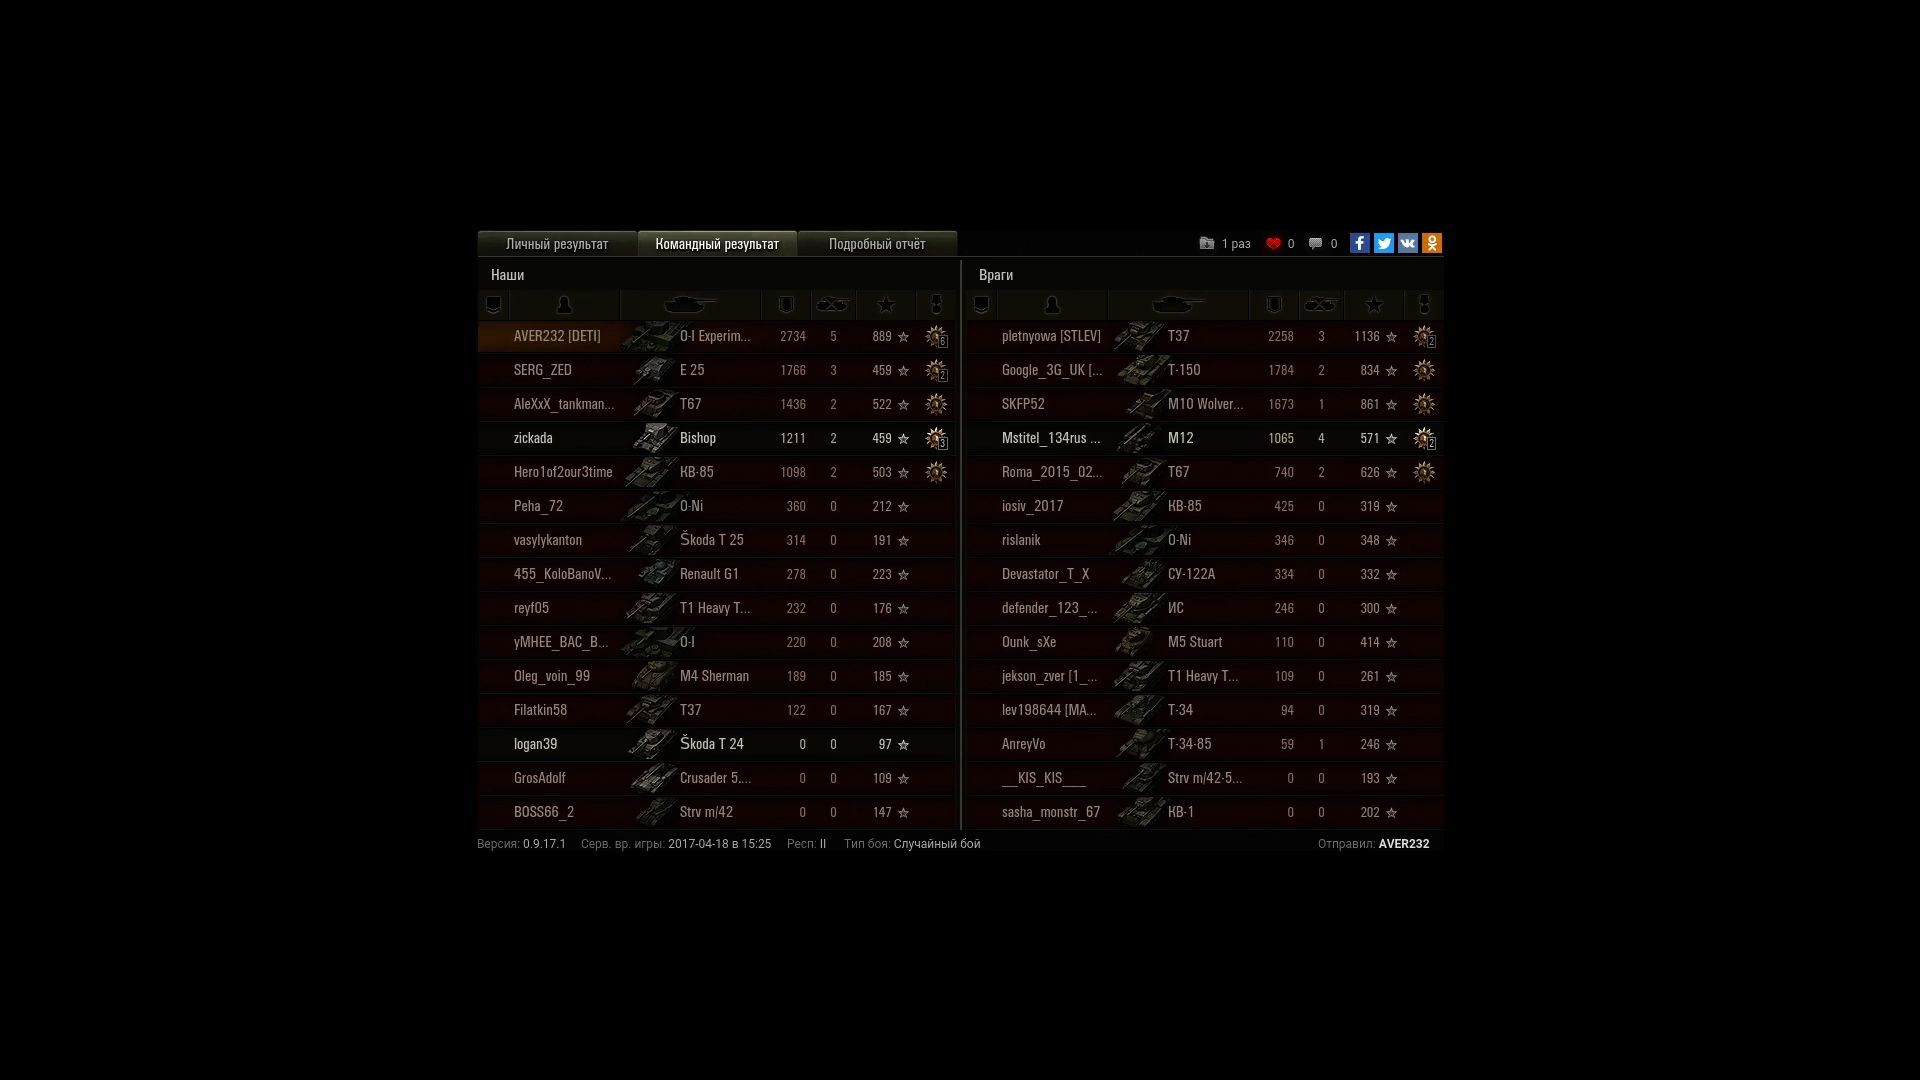 Личный результат Командный результат Подробный отчёт 1 раз 0 0
Наши
AVER232 [DETI] O-I Experim... 2734 5 889 6
SERG_ZED E 25 1766 3 459 2
AleXxX_tankman... T67 1436 2 522
zickada Bishop 1211 2 459 3
Hero1of2our3time КВ-85 1098 2 503
Peha_72 O-Ni 360 0 212
vasylykanton Škoda T 25 314 0 191
455_KoloBanoV... Renault G1 278 0 223
reyf05 T1 Heavy T... 232 0 176
yMHEE_BAC_B... O-I 220 0 208
Oleg_voin_99 M4 Sherman 189 0 185
Filatkin58 T37 122 0 167
logan39 Škoda T 24 0 0 97
GrosAdolf Crusader 5.... 0 0 109
BOSS66_2 Strv m/42 0 0 147
Враги
pletnyowa [STLEV] T37 2258 3 1136 2
Google_3G_UK [... Т-150 1784 2 834
SKFP52 M10 Wolver... 1673 1 861
Mstitel_134rus ... M12 1065 4 571 2
Roma_2015_02... T67 740 2 626
iosiv_2017 КВ-85 425 0 319
rislanik O-Ni 346 0 348
Devastator_T_X СУ-122А 334 0 332
defender_123_... ИС 246 0 300
Ounk_sXe M5 Stuart 110 0 414
jekson_zver [1_... T1 Heavy T... 109 0 261
lev198644 [MA... Т-34 94 0 319
AnreyVo Т-34-85 59 1 246
__KIS_KIS___ Strv m/42-5... 0 0 193
sasha_monstr_67 КВ-1 0 0 202
Версия: 0.9.17.1 Серв. вр. игры: 2017-04-18 в 15:25 Респ: II Тип боя: Случайный бой Отправил: AVER232